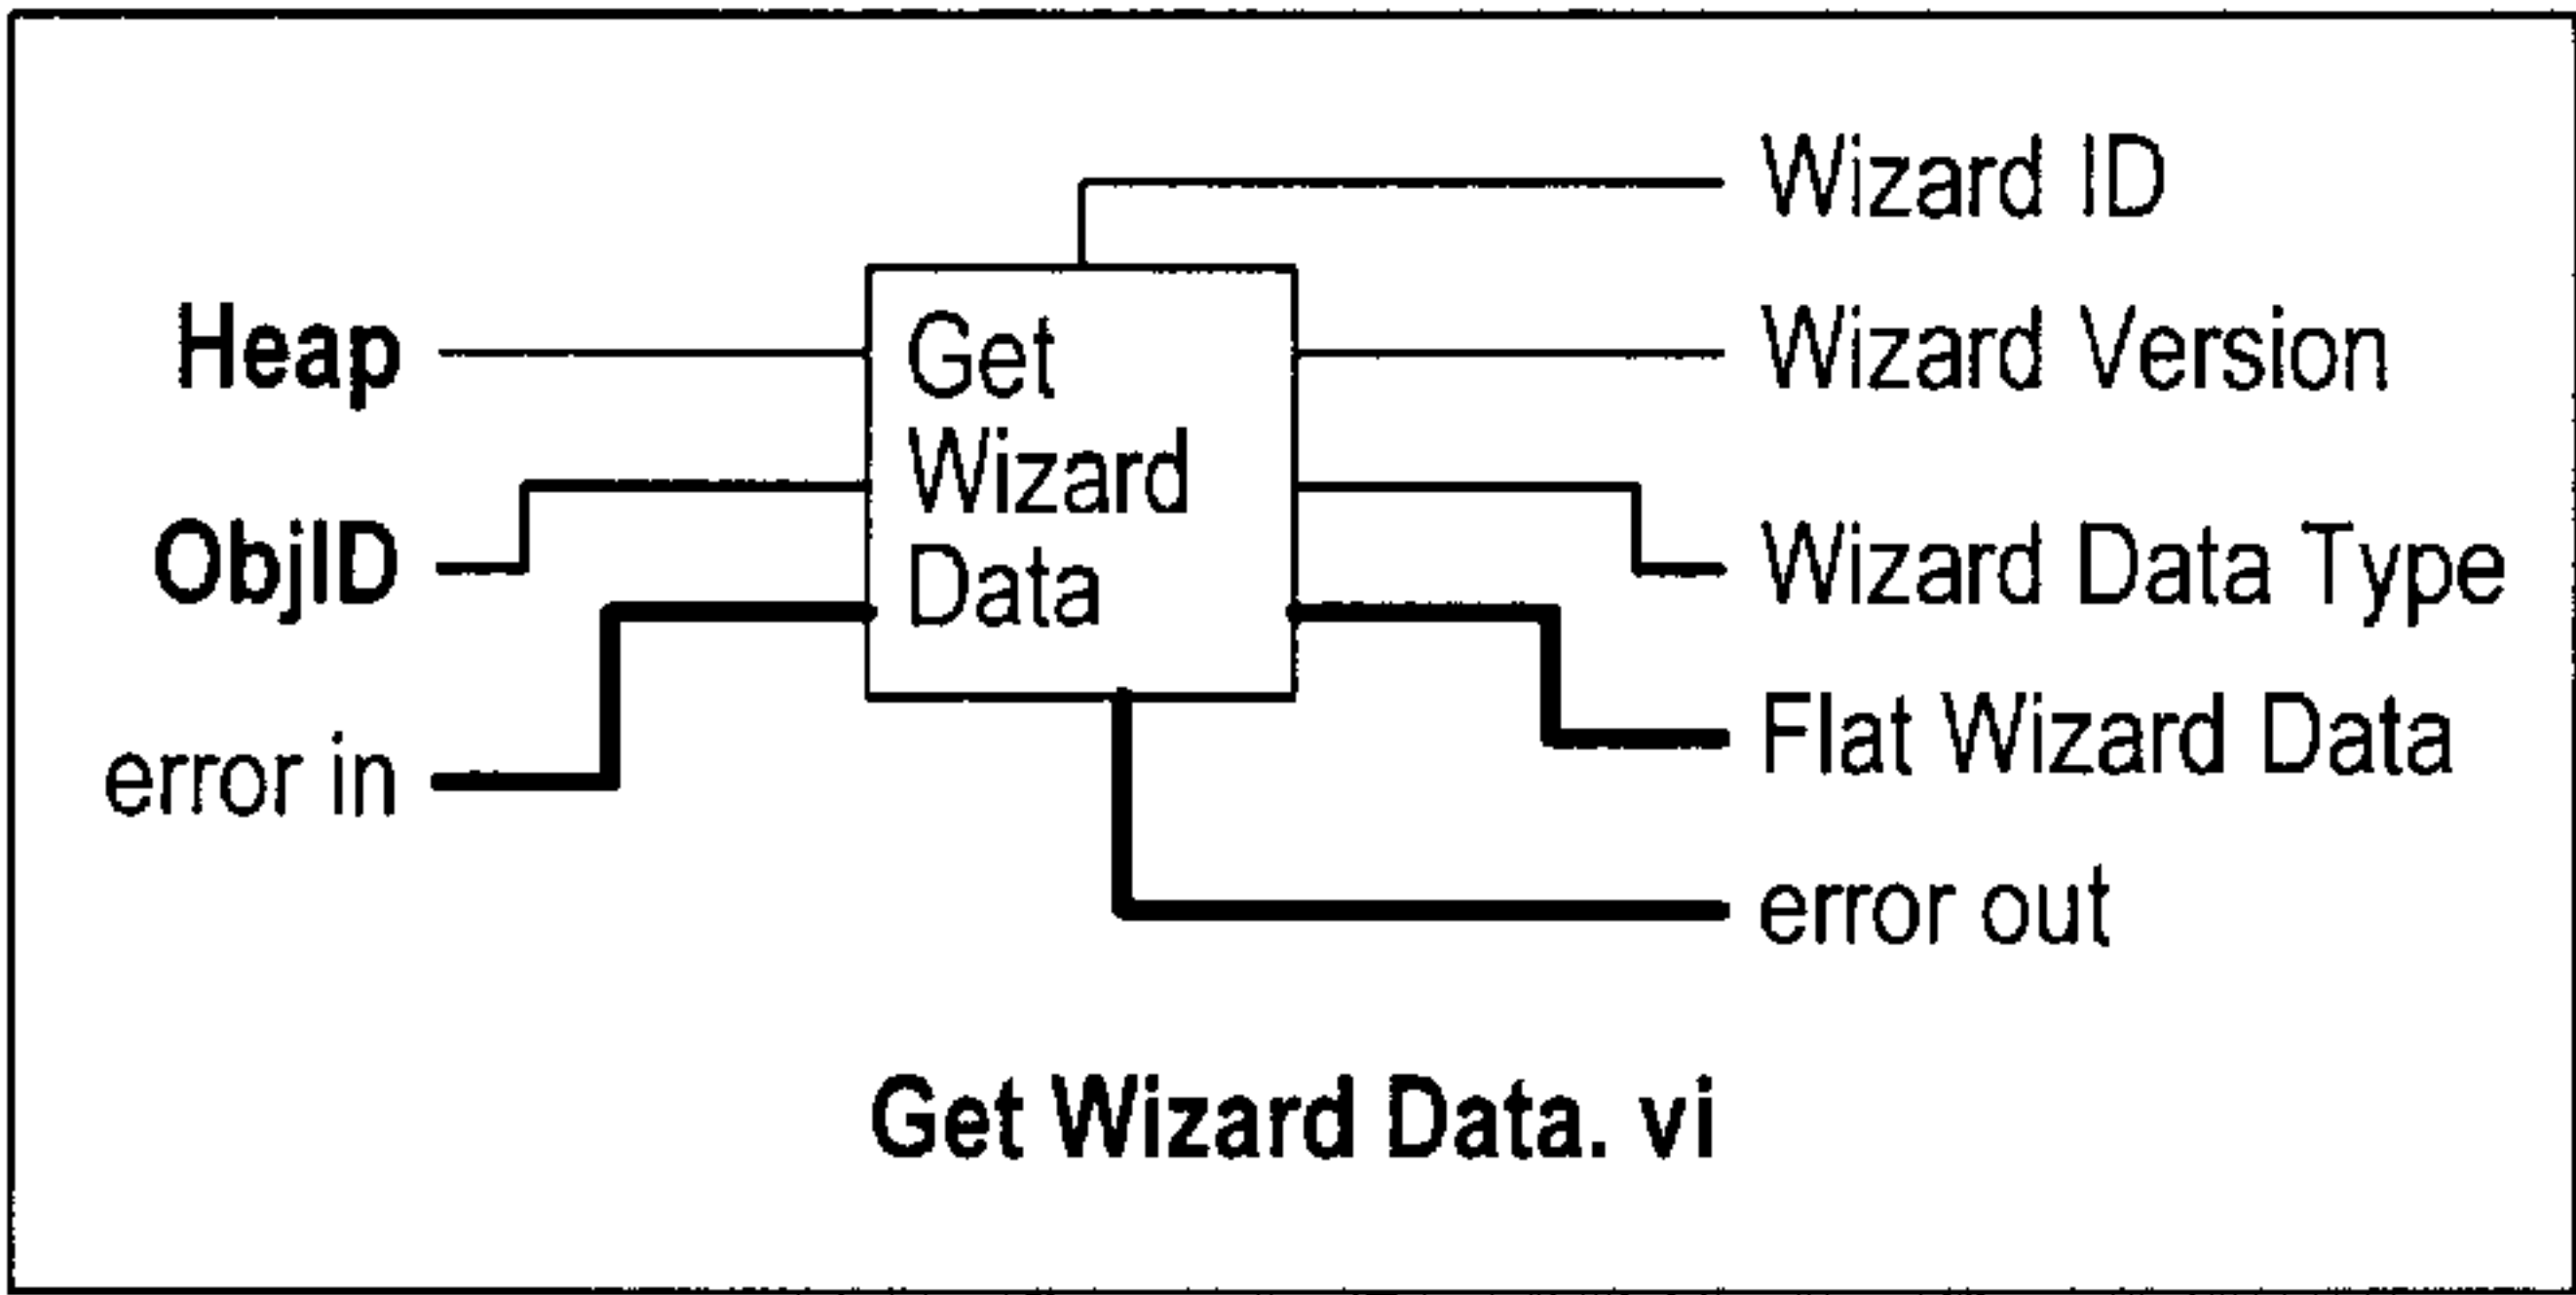 Wizard ID
Heap
Get
Wizard Version
Wizard
ObjID
Data
Wizard Data Type
error in
Flat Wizard Data
error out
Get Wizard Data. vi